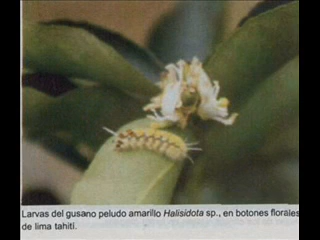 Larvas del gusano peludo amarillo Halisidota sp., en botones florales
de lima tahití.